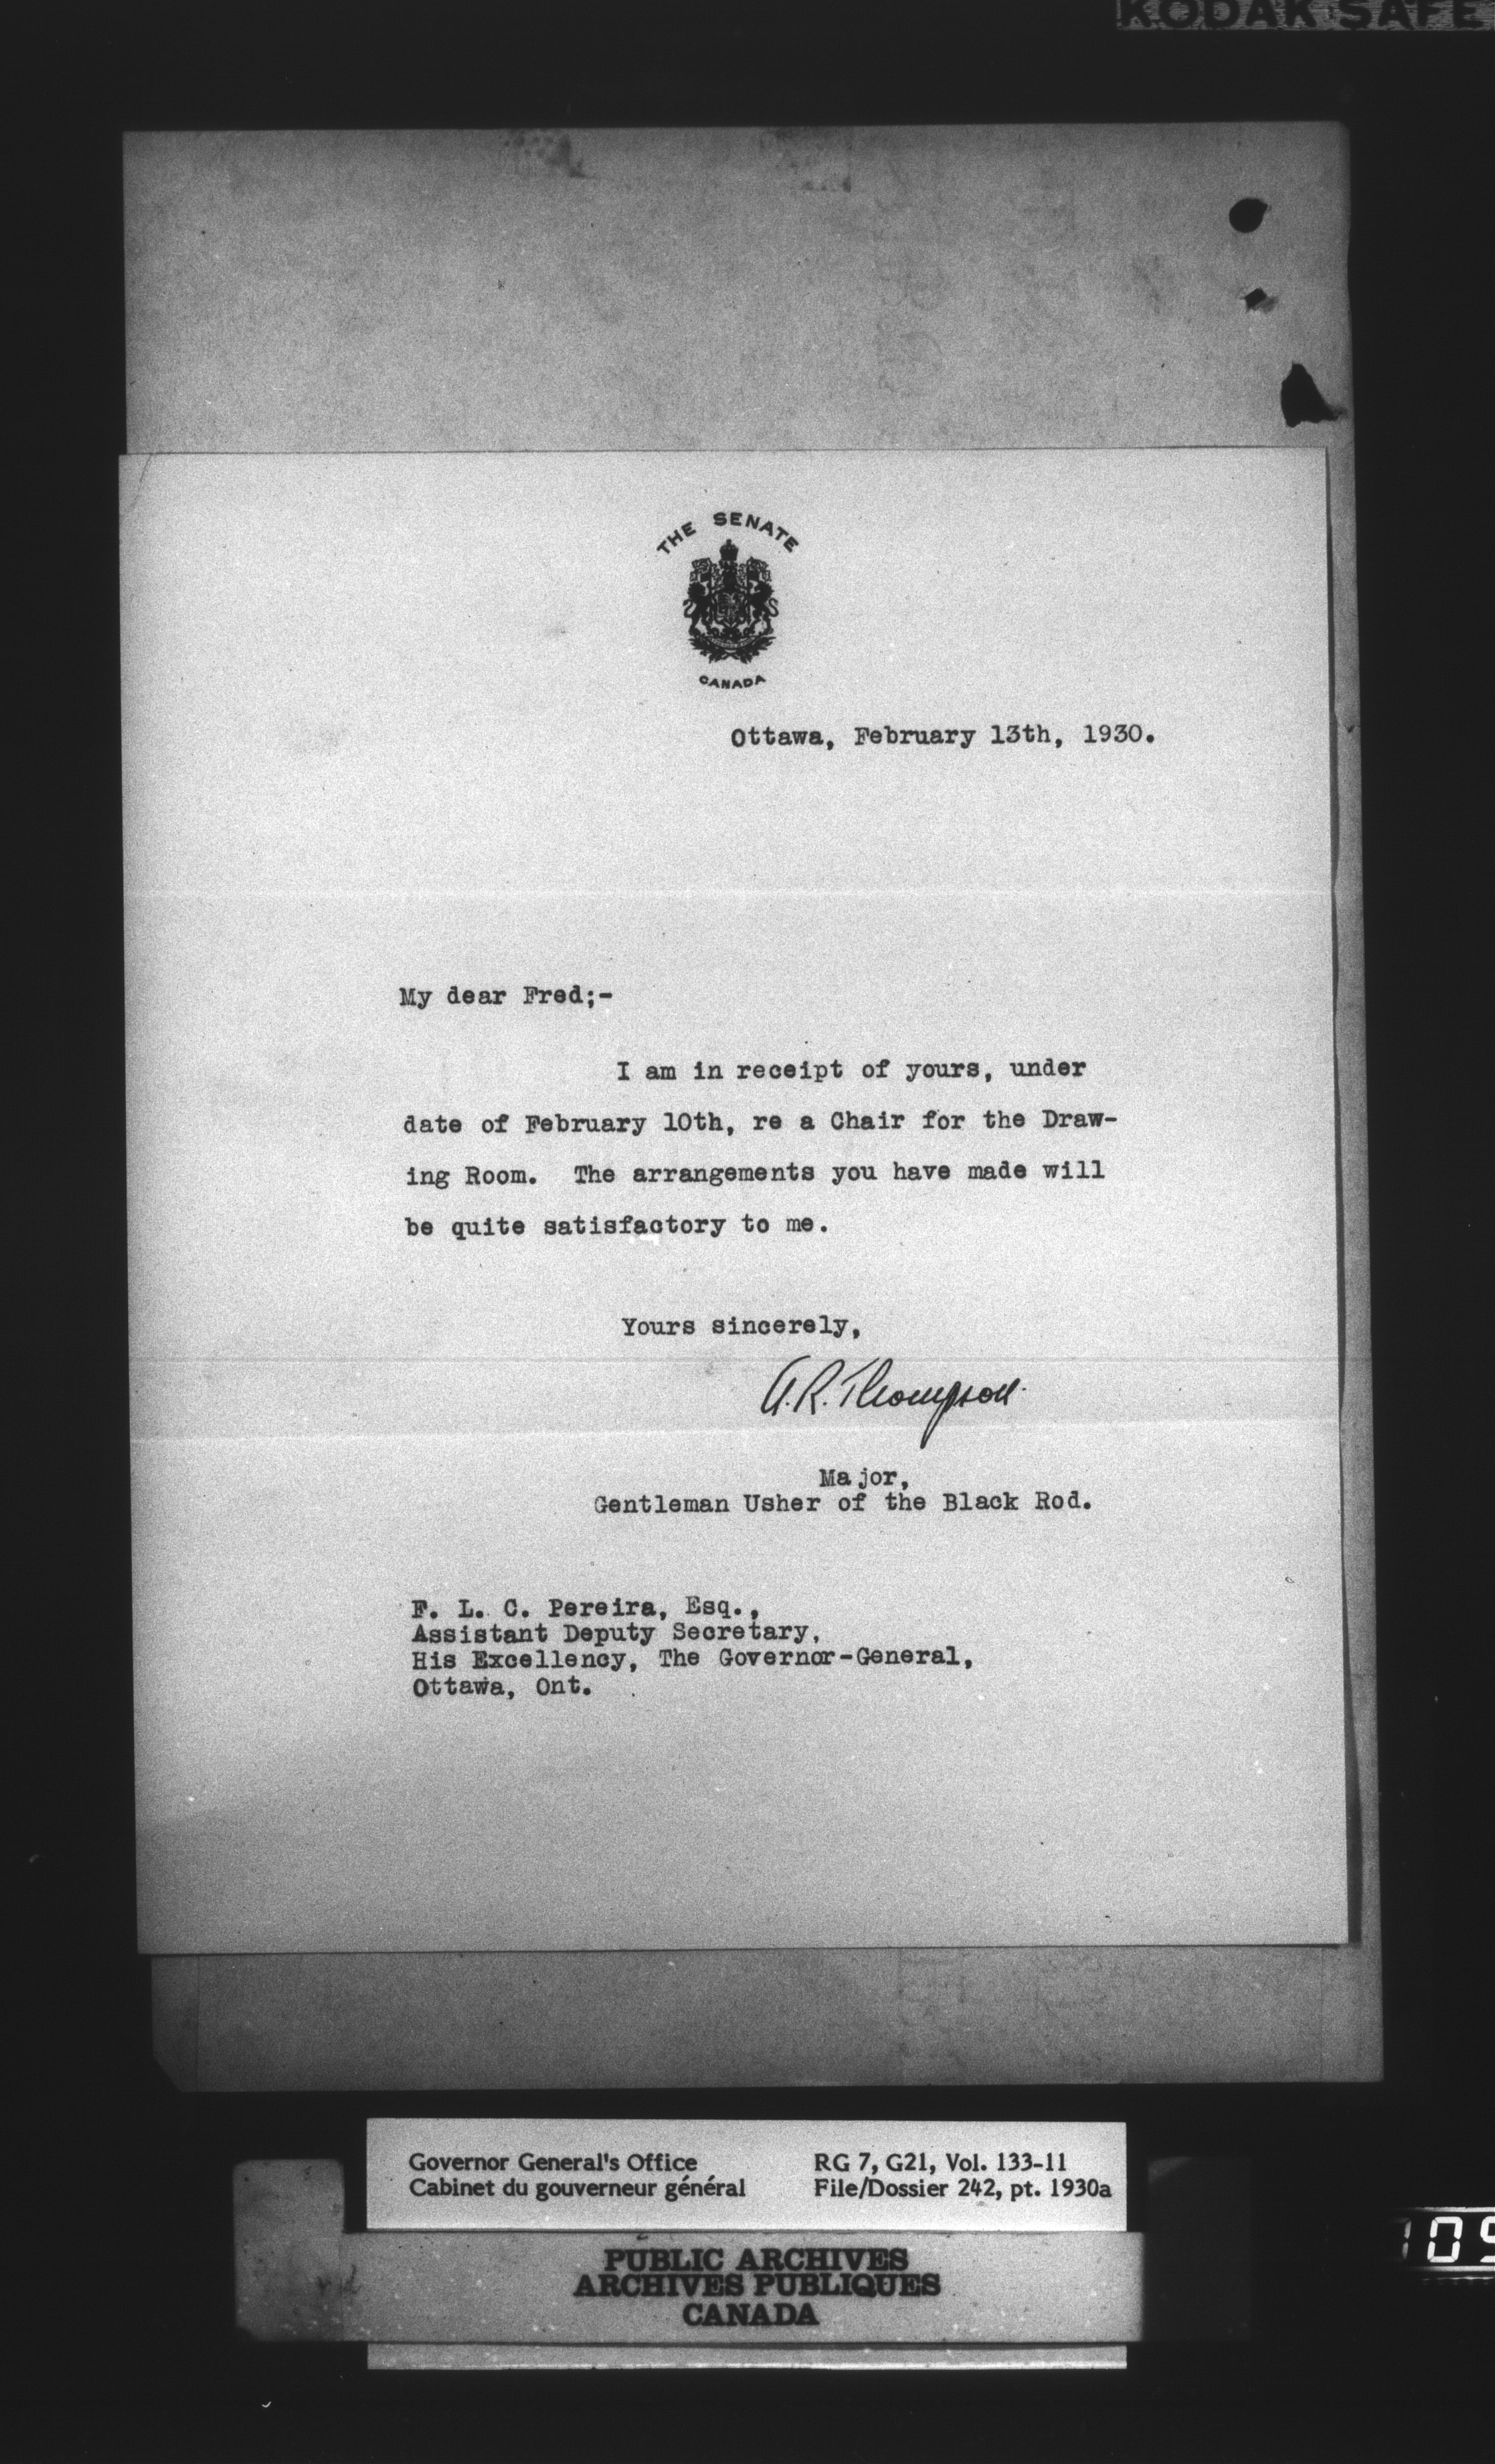 KODAK SAFE
THE SENATE
CANADA
Ottawa, February 13th, 1930.
My dear Fred;-
I am in receipt of yours, under
date of February 10th, re a Chair for the Draw-
ing Room. The arrangements you have made will
be quite satisfactory to me.
Yours sincerely,
A.R. Thompson.
Major,
Gentleman Usher of the Black Rod.
F. L. C. Pereira, Esq.,
Assistant Deputy Secretary,
His Excellency, The Governor-General,
Ottawa, Ont.
Governor General's Office RG 7, G21, Vol. 133-11
Cabinet du gouverneur général File/Dossier 242, pt. 1930a
PUBLIC ARCHIVES
ARCHIVES PUBLIQUES
CANADA